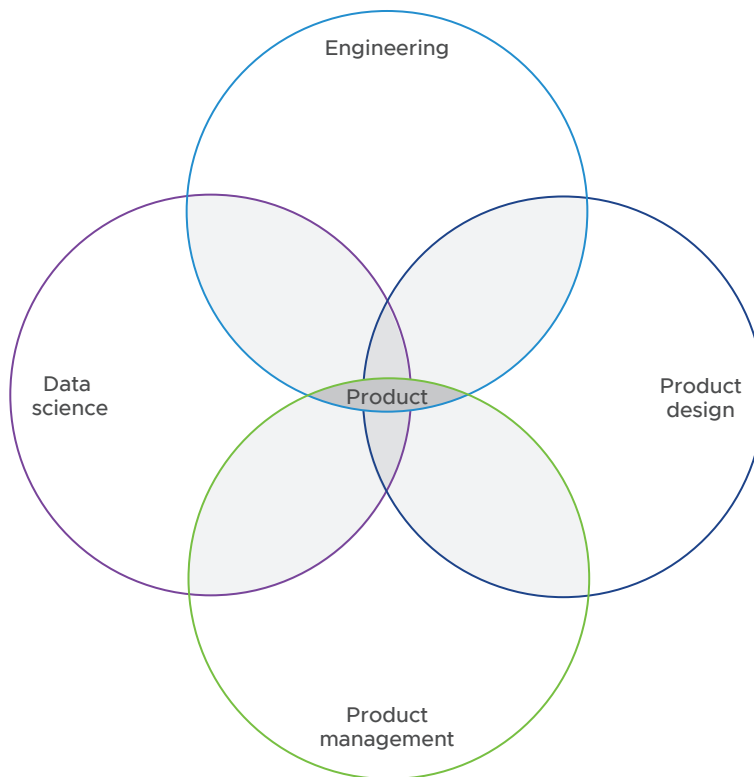 Engineering
Data
science
Product
Product
design
Product
management